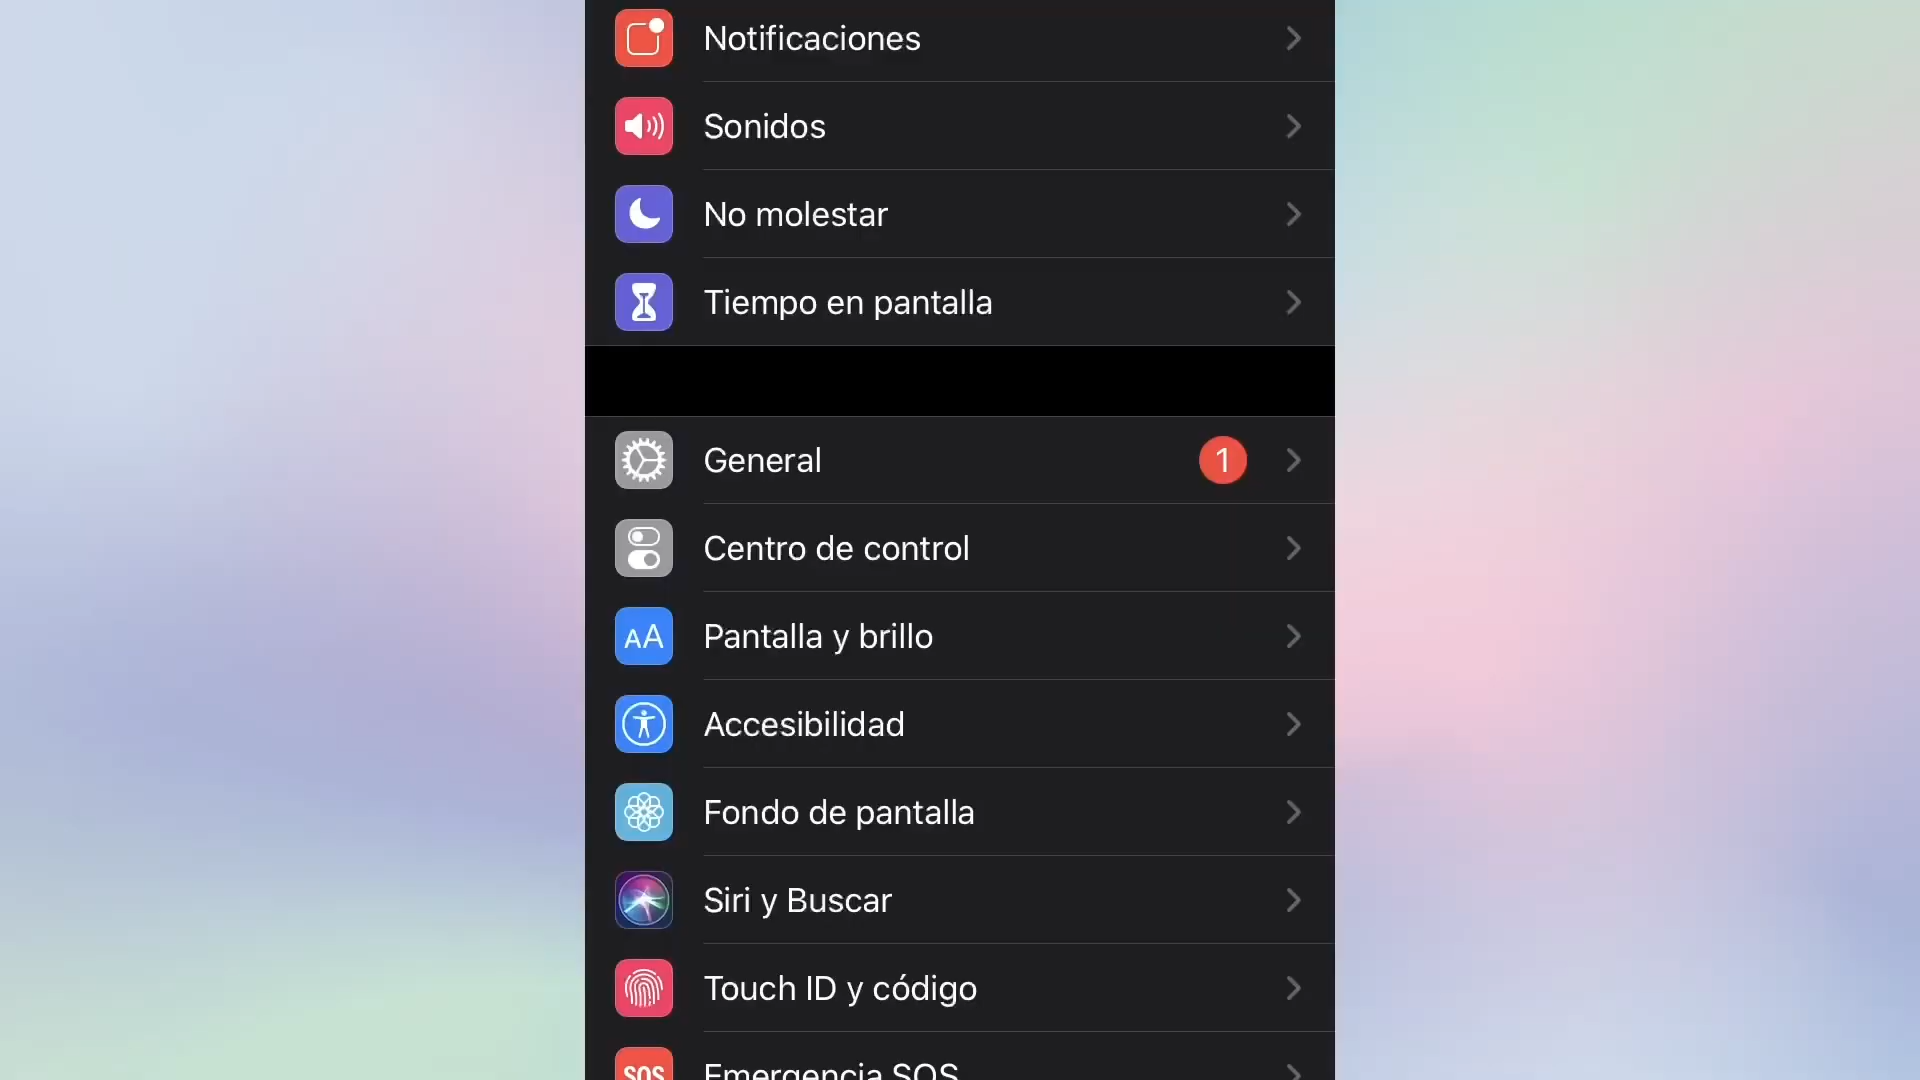 Notificaciones
Sonidos
No molestar
Tiempo en pantalla
General 1
Centro de control
AA Pantalla y brillo
Accesibilidad
Fondo de pantalla
Siri y Buscar
Touch ID y código
SOS Emergencia SOS